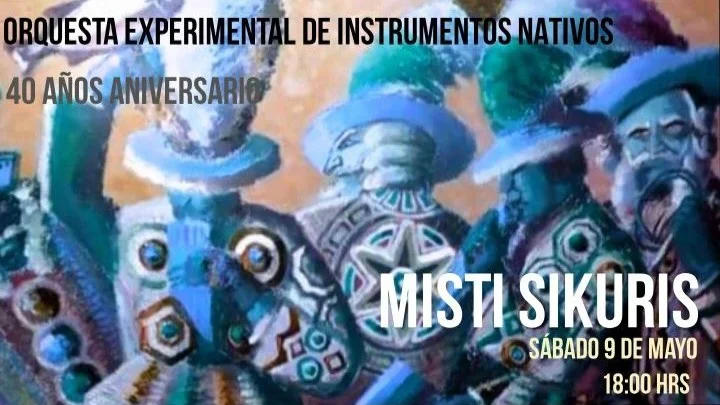 ORQUESTA EXPERIMENTAL DE INSTRUMENTOS NATIVOS
40 AÑOS ANIVERSARIO
MISTI SIKURIS
SÁBADO 9 DE MAYO
18:00 HRS